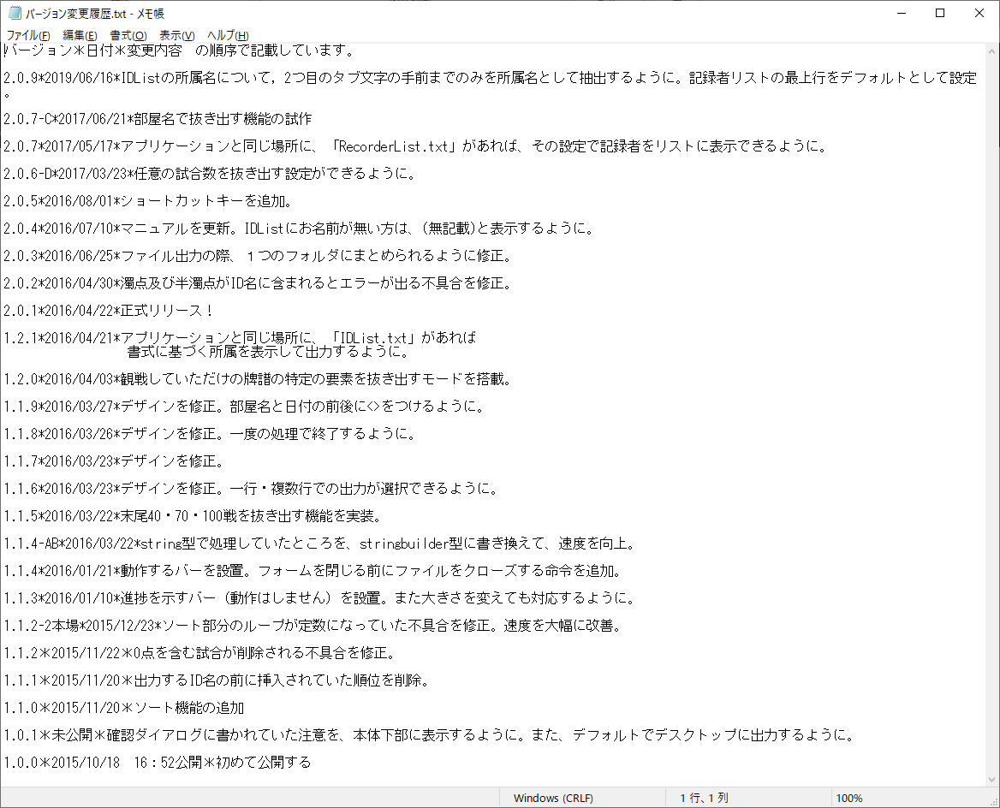 バージョン変更履歴.txt - メモ帳
ファイル(F) 編集(E) 書式(O) 表示(V) ヘルプ(H)
バージョン＊日付＊変更内容　の順序で記載しています。
2.0.9*2019/06/16*IDListの所属名について，2つ目のタブ文字の手前までのみを所属名として抽出するように。記録者リストの最上行をデフォルトとして設定
。
2.0.7-C*2017/06/21*部屋名で抜き出す機能の試作
2.0.7*2017/05/17*アプリケーションと同じ場所に、「RecorderList.txt」があれば、その設定で記録者をリストに表示できるように。
2.0.6-D*2017/03/23*任意の試合数を抜き出す設定ができるように。
2.0.5*2016/08/01*ショートカットキーを追加。
2.0.4*2016/07/10*マニュアルを更新。IDListにお名前が無い方は、(無記載)と表示するように。
2.0.3*2016/06/25*ファイル出力の際、１つのフォルダにまとめられるように修正。
2.0.2*2016/04/30*濁点及び半濁点がID名に含まれるとエラーが出る不具合を修正。
2.0.1*2016/04/22*正式リリース！
1.2.1*2016/04/21*アプリケーションと同じ場所に、「IDList.txt」があれば
書式に基づく所属を表示して出力するように。
1.2.0*2016/04/03*観戦していただけの牌譜の特定の要素を抜き出すモードを搭載。
1.1.9*2016/03/27*デザインを修正。部屋名と日付の前後に<>をつけるように。
1.1.8*2016/03/26*デザインを修正。一度の処理で終了するように。
1.1.7*2016/03/23*デザインを修正。
1.1.6*2016/03/23*デザインを修正。一行・複数行での出力が選択できるように。
1.1.5*2016/03/22*末尾40・70・100戦を抜き出す機能を実装。
1.1.4-AB*2016/03/22*string型で処理していたところを、stringbuilder型に書き換えて、速度を向上。
1.1.4*2016/01/21*動作するバーを設置。フォームを閉じる前にファイルをクローズする命令を追加。
1.1.3*2016/01/10*進捗を示すバー（動作はしません）を設置。また大きさを変えても対応するように。
1.1.2-2本場*2015/12/23*ソート部分のループが定数になっていた不具合を修正。速度を大幅に改善。
1.1.2＊2015/11/22＊0点を含む試合が削除される不具合を修正。
1.1.1＊2015/11/20＊出力するID名の前に挿入されていた順位を削除。
1.1.0＊2015/11/20＊ソート機能の追加
1.0.1＊未公開＊確認ダイアログに書かれていた注意を、本体下部に表示するように。また、デフォルトでデスクトップに出力するように。
1.0.0＊2015/10/18　16：52公開＊初めて公開する
Windows (CRLF) 1 行、1 列 100%